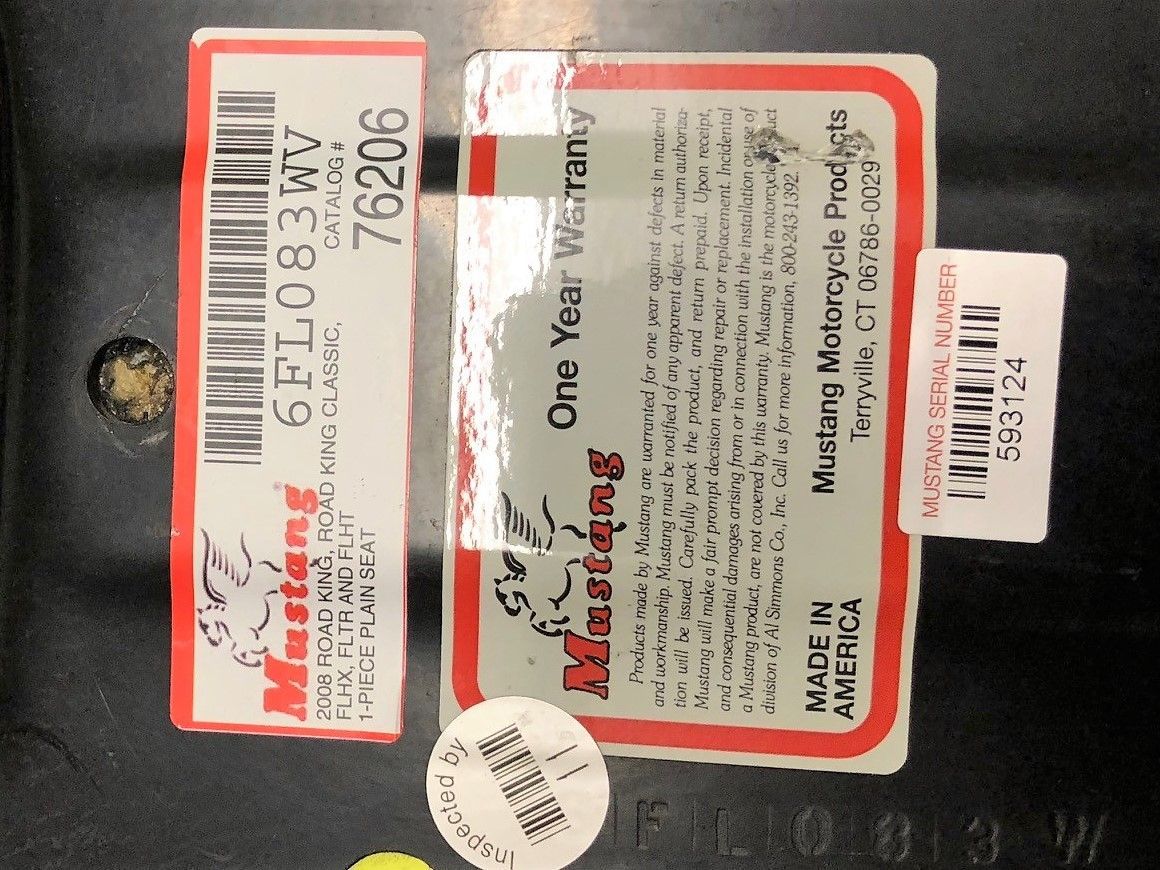 6FL083WV
CATALOG #
76206
Mustang
2008 ROAD KING, ROAD KING CLASSIC,
FLHX, FLTR AND FLHT
1-PIECE PLAIN SEAT
Mustang
One Year Warranty
Products made by Mustang are warranted for one year against defects in material
and workmanship. Mustang must be notified of any apparent defect. A return authoriza-
tion will be issued. Carefully pack the product, and return prepaid. Upon receipt,
Mustang will make a fair prompt decision regarding repair or replacement. Incidental
and consequential damages arising from or in connection with the installation or use of
a Mustang product, are not covered by this warranty. Mustang is the motorcycle product
division of Al Simmons Co., Inc. Call us for more information, 800-243-1392.
MADE IN
AMERICA
Mustang Motorcycle Products
Terryville, CT 06786-0029
MUSTANG SERIAL NUMBER
593124
Inspected by
11
FL083W